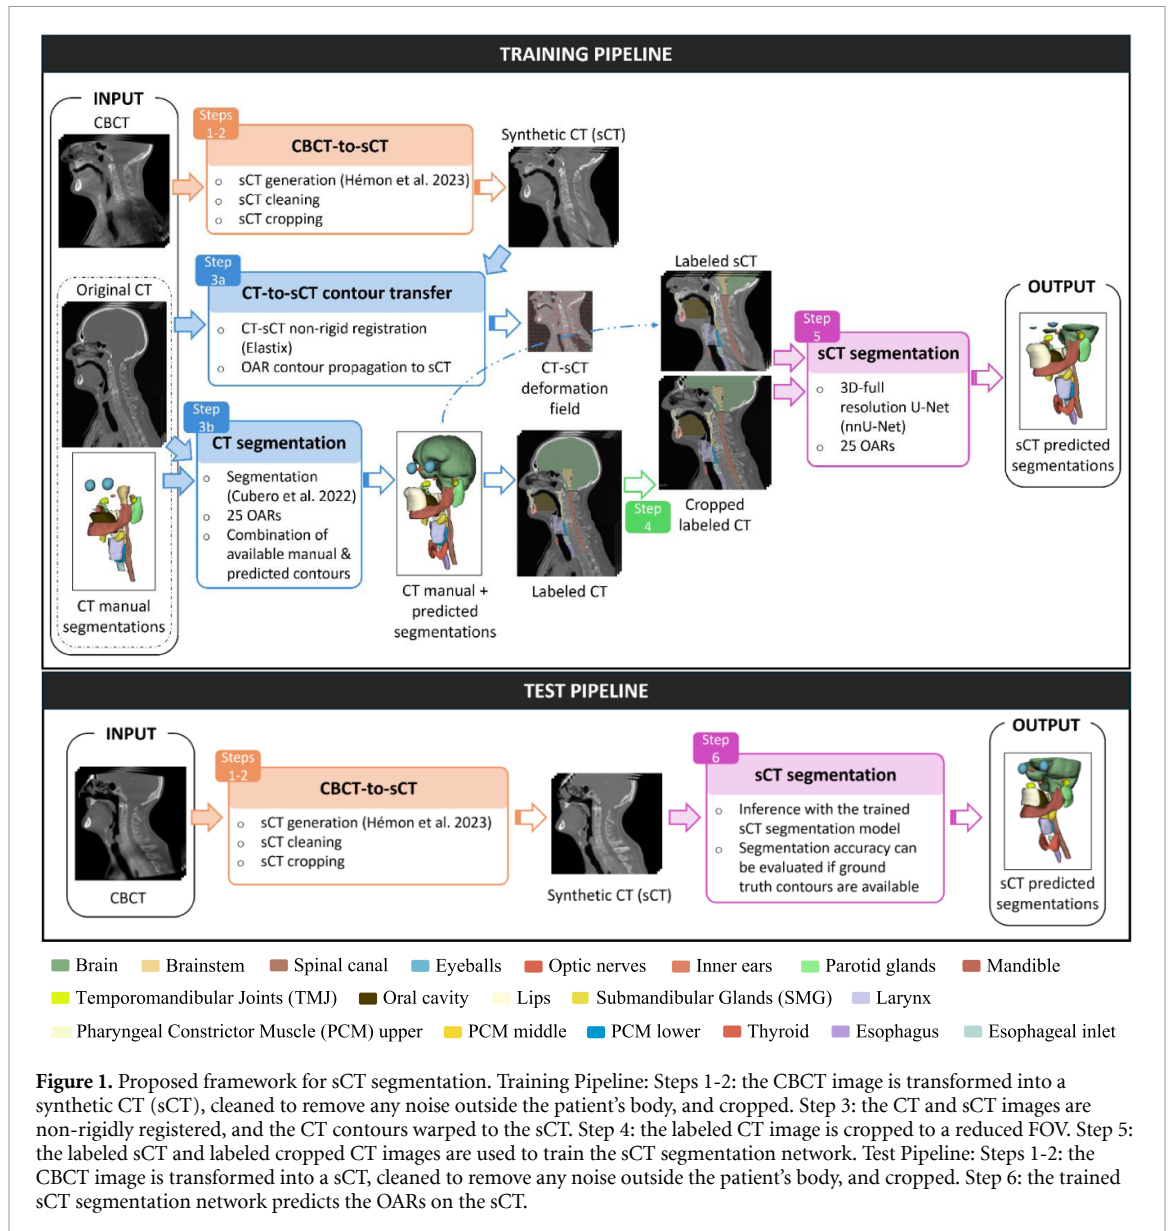 TRAINING PIPELINE
INPUT
CBCT
Steps
1-2
CBCT-to-sCT
o sCT generation (Hémon et al. 2023)
o sCT cleaning
o sCT cropping
Synthetic CT (sCT)
Original CT
Step
3a
CT-to-sCT contour transfer
o CT-sCT non-rigid registration
(Elastix)
o OAR contour propagation to sCT
CT-sCT
deformation
field
Step
3b
CT segmentation
o Segmentation
(Cubero et al. 2022)
o 25 OARs
o Combination of
available manual &
predicted contours
CT manual
segmentations
CT manual +
predicted
segmentations
Labeled CT
Step
4
Labeled sCT
Cropped
labeled CT
Step
5
sCT segmentation
o 3D-full
resolution U-Net
(nnU-Net)
o 25 OARs
OUTPUT
sCT predicted
segmentations
TEST PIPELINE
INPUT
CBCT
Steps
1-2
CBCT-to-sCT
o sCT generation (Hémon et al. 2023)
o sCT cleaning
o sCT cropping
Synthetic CT (sCT)
Step
6
sCT segmentation
o Inference with the trained
sCT segmentation model
o Segmentation accuracy can
be evaluated if ground
truth contours are available
OUTPUT
sCT predicted
segmentations
Brain Brainstem Spinal canal Eyeballs Optic nerves Inner ears Parotid glands Mandible
Temporomandibular Joints (TMJ) Oral cavity Lips Submandibular Glands (SMG) Larynx
Pharyngeal Constrictor Muscle (PCM) upper PCM middle PCM lower Thyroid Esophagus Esophageal inlet
Figure 1. Proposed framework for sCT segmentation. Training Pipeline: Steps 1-2: the CBCT image is transformed into a
synthetic CT (sCT), cleaned to remove any noise outside the patient's body, and cropped. Step 3: the CT and sCT images are
non-rigidly registered, and the CT contours warped to the sCT. Step 4: the labeled CT image is cropped to a reduced FOV. Step 5:
the labeled sCT and labeled cropped CT images are used to train the sCT segmentation network. Test Pipeline: Steps 1-2: the
CBCT image is transformed into a sCT, cleaned to remove any noise outside the patient's body, and cropped. Step 6: the trained
sCT segmentation network predicts the OARs on the sCT.